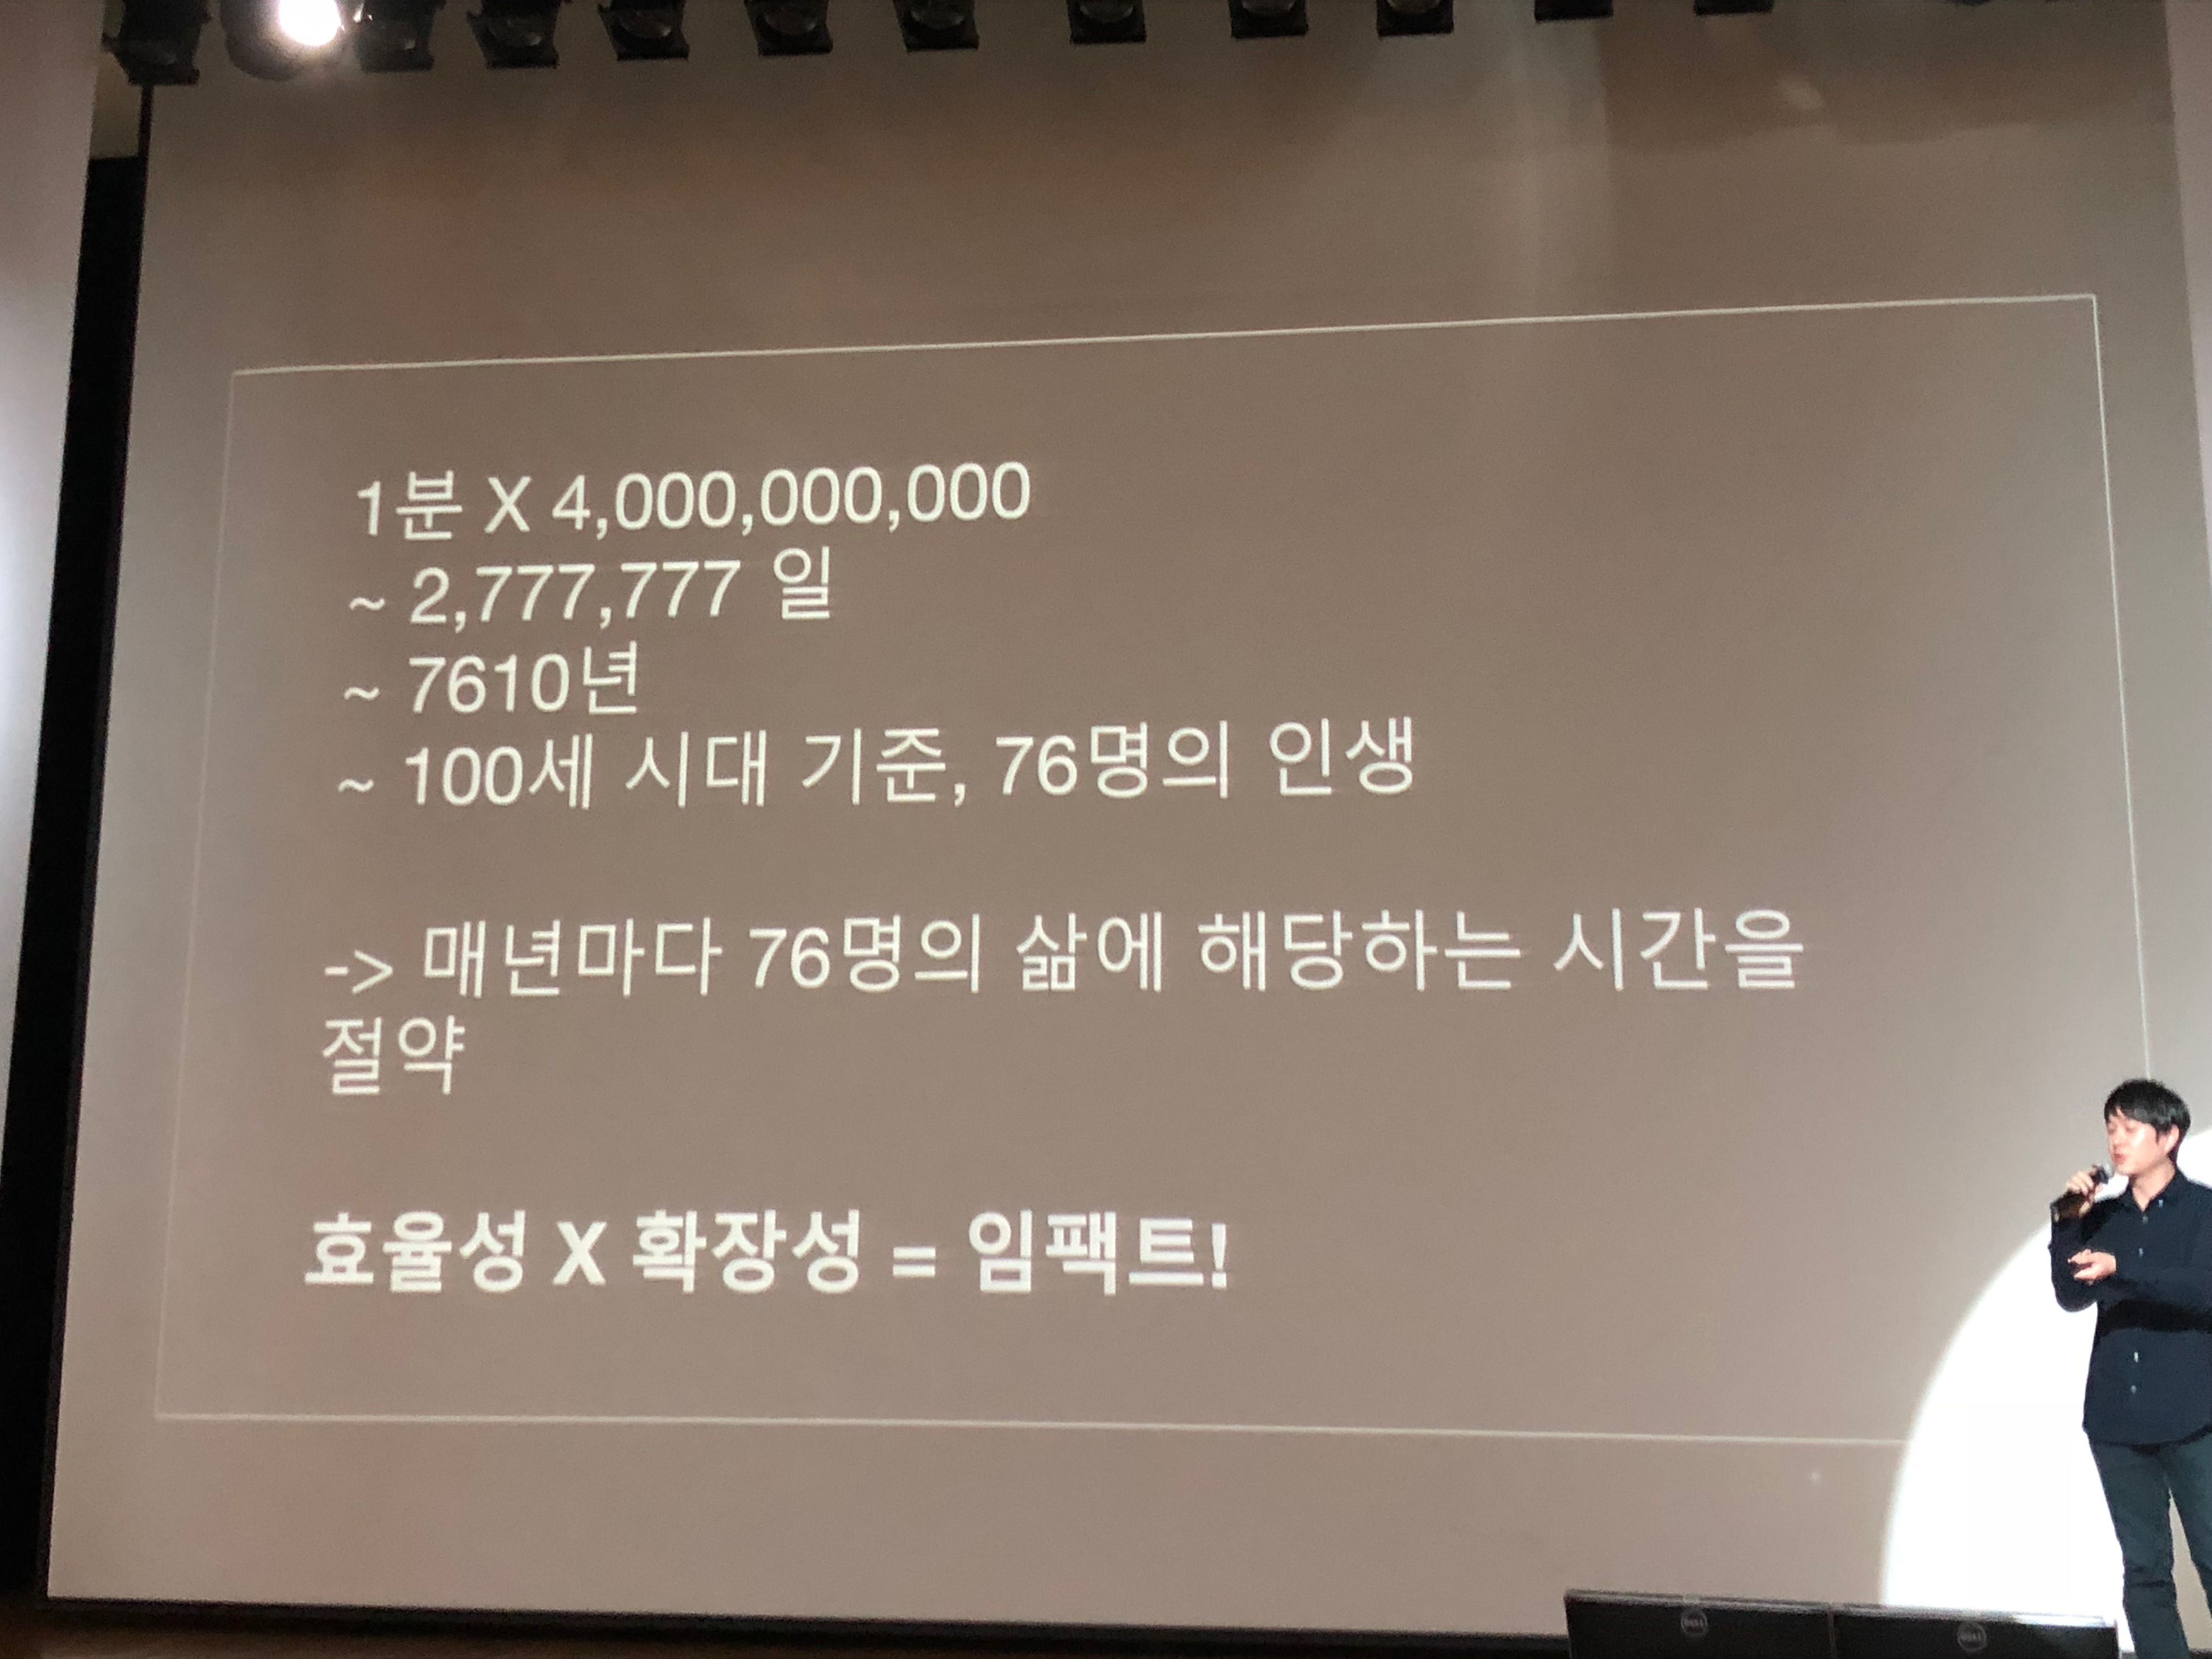 1분 X 4,000,000,000
~ 2,777,777 일
~ 7610년
~ 100세 시대 기준, 76명의 인생
-> 매년마다 76명의 삶에 해당하는 시간을
절약
효율성 X 확장성 = 임팩트!
DELL
DELL